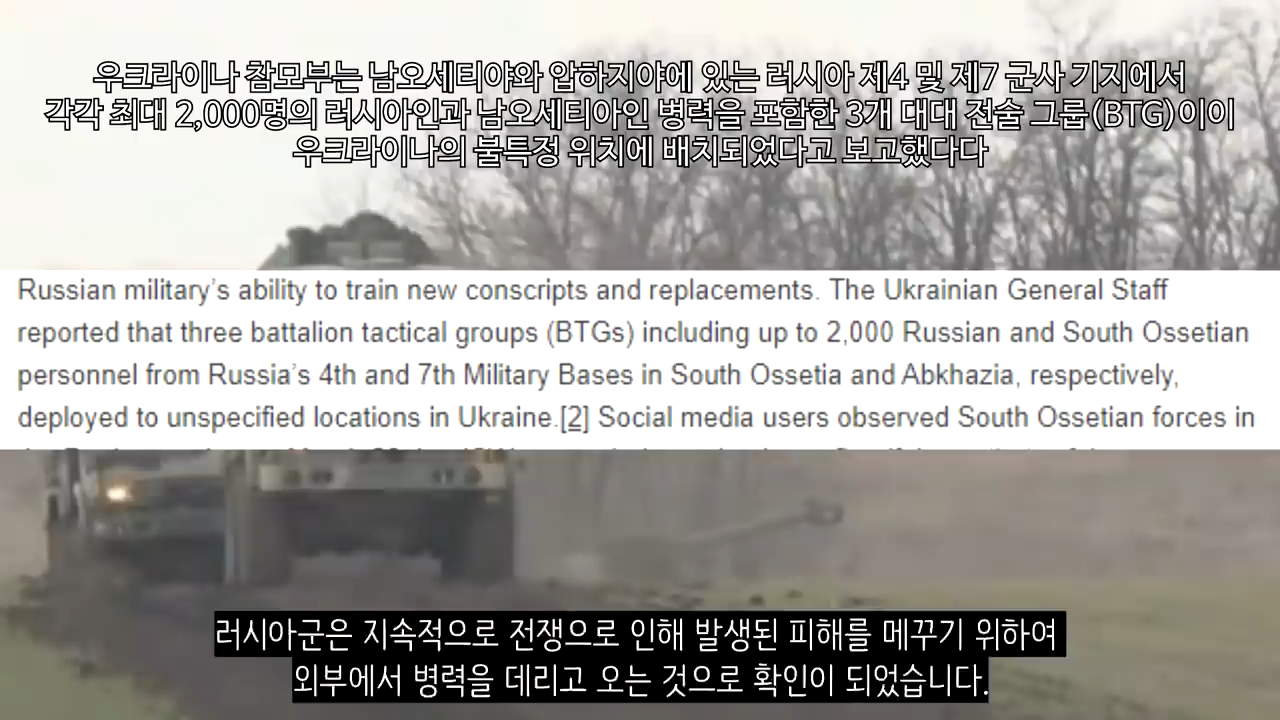 우크라이나 참모부는 남오세티야와 압하지야에 있는 러시아 제4 및 제7 군사 기지에서
각각 최대 2,000명의 러시아인과 남오세티아인 병력을 포함한 3개 대대 전술 그룹(BTG)이이
우크라이나의 불특정 위치에 배치되었다고 보고했다다
Russian military’s ability to train new conscripts and replacements. The Ukrainian General Staff
reported that three battalion tactical groups (BTGs) including up to 2,000 Russian and South Ossetian
personnel from Russia’s 4th and 7th Military Bases in South Ossetia and Abkhazia, respectively,
deployed to unspecified locations in Ukraine.[2] Social media users observed South Ossetian forces in
러시아군은 지속적으로 전쟁으로 인해 발생된 피해를 메꾸기 위하여
외부에서 병력을 데리고 오는 것으로 확인이 되었습니다.